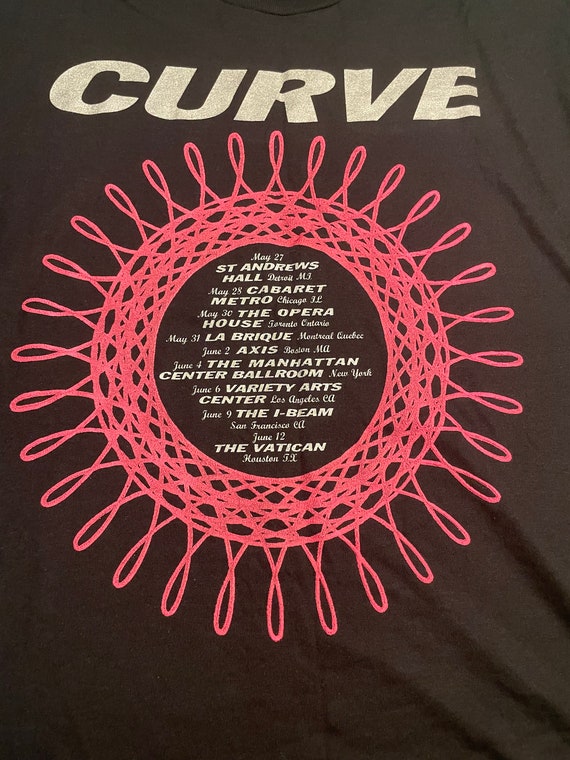 CURVE
May 27
ST ANDREWS
HALL Detroit MI
May 28 CABARET
METRO Chicago IL
May 30 THE OPERA
HOUSE Toronto Ontario
May 31 LA BRIQUE Montreal Quebec
June 2 AXIS Boston MA
June 4 THE MANHATTAN
CENTER BALLROOM New York
June 6 VARIETY ARTS
CENTER Los Angeles CA
June 9 THE I-BEAM
San Francisco CA
June 12
THE VATICAN
Houston TX